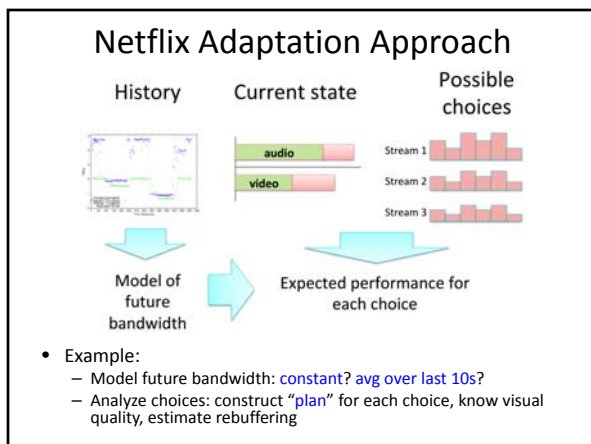 Netflix Adaptation Approach
History
Current state
Possible
choices
audio
video
Stream 1
Stream 2
Stream 3
Model of
future
bandwidth
Expected performance for
each choice
• Example:
– Model future bandwidth: constant? avg over last 10s?
– Analyze choices: construct “plan” for each choice, know visual
quality, estimate rebuffering